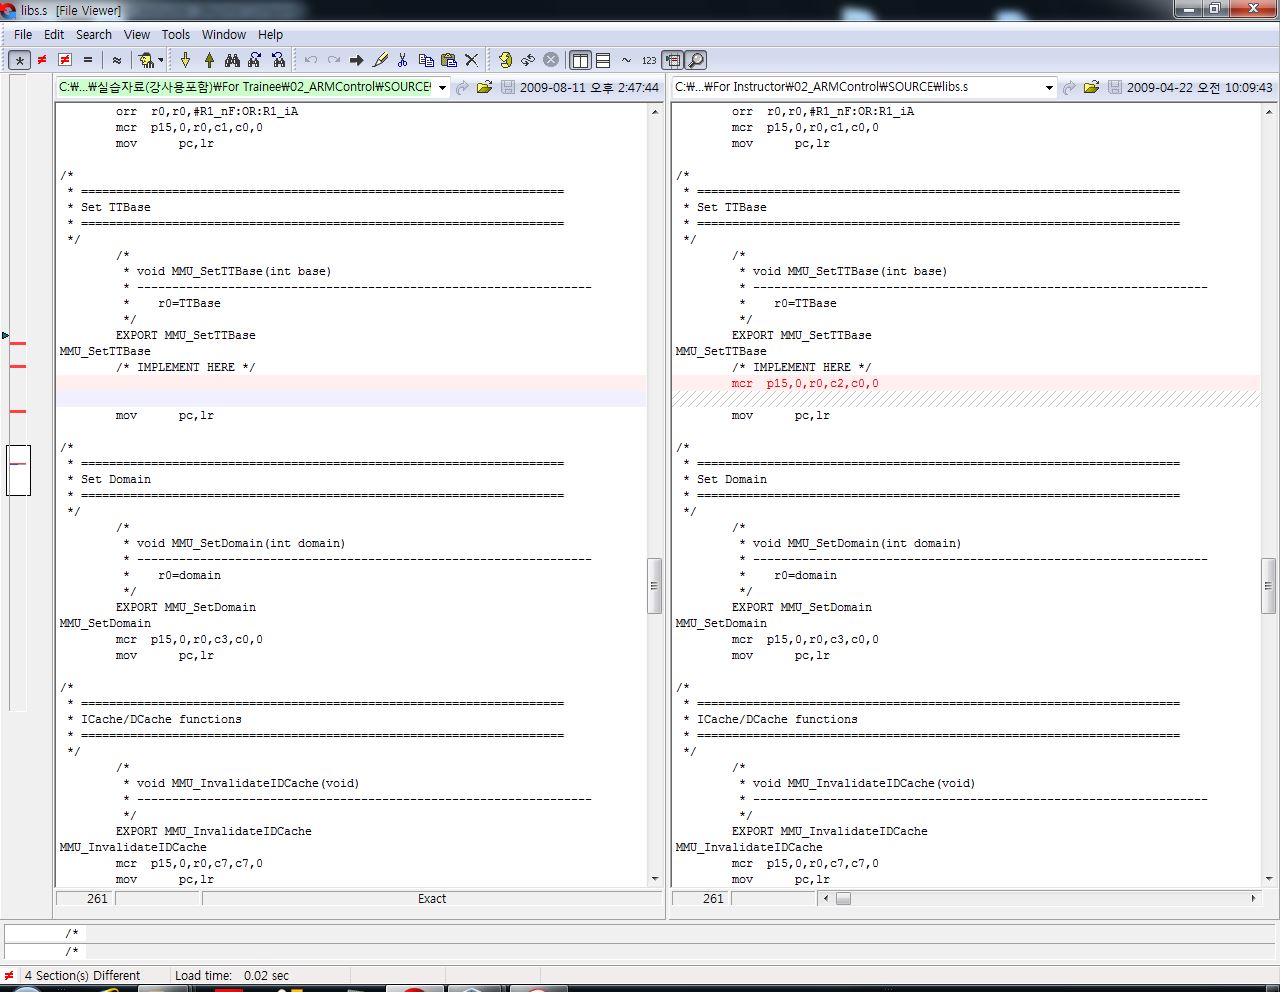 libs.s   [File Viewer]
File Edit Search View Tools Window Help
* ≠ ≠ = ≈ ~ 123
C:₩...₩실습자료(강사용포함)₩For Trainee₩02_ARMControl₩SOURCE₩ 2009-08-11 오후 2:47:44
orr  r0,r0,#R1_nF:OR:R1_iA
mcr  p15,0,r0,c1,c0,0
mov      pc,lr
/*
* =====================================================================
* Set TTBase
* =====================================================================
*/
/*
* void MMU_SetTTBase(int base)
* -----------------------------------------------------------------
*    r0=TTBase
*/
EXPORT MMU_SetTTBase
MMU_SetTTBase
/* IMPLEMENT HERE */
mov      pc,lr
/*
* =====================================================================
* Set Domain
* =====================================================================
*/
/*
* void MMU_SetDomain(int domain)
* -----------------------------------------------------------------
*    r0=domain
*/
EXPORT MMU_SetDomain
MMU_SetDomain
mcr  p15,0,r0,c3,c0,0
mov      pc,lr
/*
* =====================================================================
* ICache/DCache functions
* =====================================================================
*/
/*
* void MMU_InvalidateIDCache(void)
* -----------------------------------------------------------------
*/
EXPORT MMU_InvalidateIDCache
MMU_InvalidateIDCache
mcr  p15,0,r0,c7,c7,0
mov      pc,lr
261 Exact
C:₩...₩For Instructor₩02_ARMControl₩SOURCE₩libs.s 2009-04-22 오전 10:09:43
orr  r0,r0,#R1_nF:OR:R1_iA
mcr  p15,0,r0,c1,c0,0
mov      pc,lr
/*
* =====================================================================
* Set TTBase
* =====================================================================
*/
/*
* void MMU_SetTTBase(int base)
* -----------------------------------------------------------------
*    r0=TTBase
*/
EXPORT MMU_SetTTBase
MMU_SetTTBase
/* IMPLEMENT HERE */
mcr  p15,0,r0,c2,c0,0
mov      pc,lr
/*
* =====================================================================
* Set Domain
* =====================================================================
*/
/*
* void MMU_SetDomain(int domain)
* -----------------------------------------------------------------
*    r0=domain
*/
EXPORT MMU_SetDomain
MMU_SetDomain
mcr  p15,0,r0,c3,c0,0
mov      pc,lr
/*
* =====================================================================
* ICache/DCache functions
* =====================================================================
*/
/*
* void MMU_InvalidateIDCache(void)
* -----------------------------------------------------------------
*/
EXPORT MMU_InvalidateIDCache
MMU_InvalidateIDCache
mcr  p15,0,r0,c7,c7,0
mov      pc,lr
261
/*
/*
≠ 4 Section(s) Different Load time: 0.02 sec